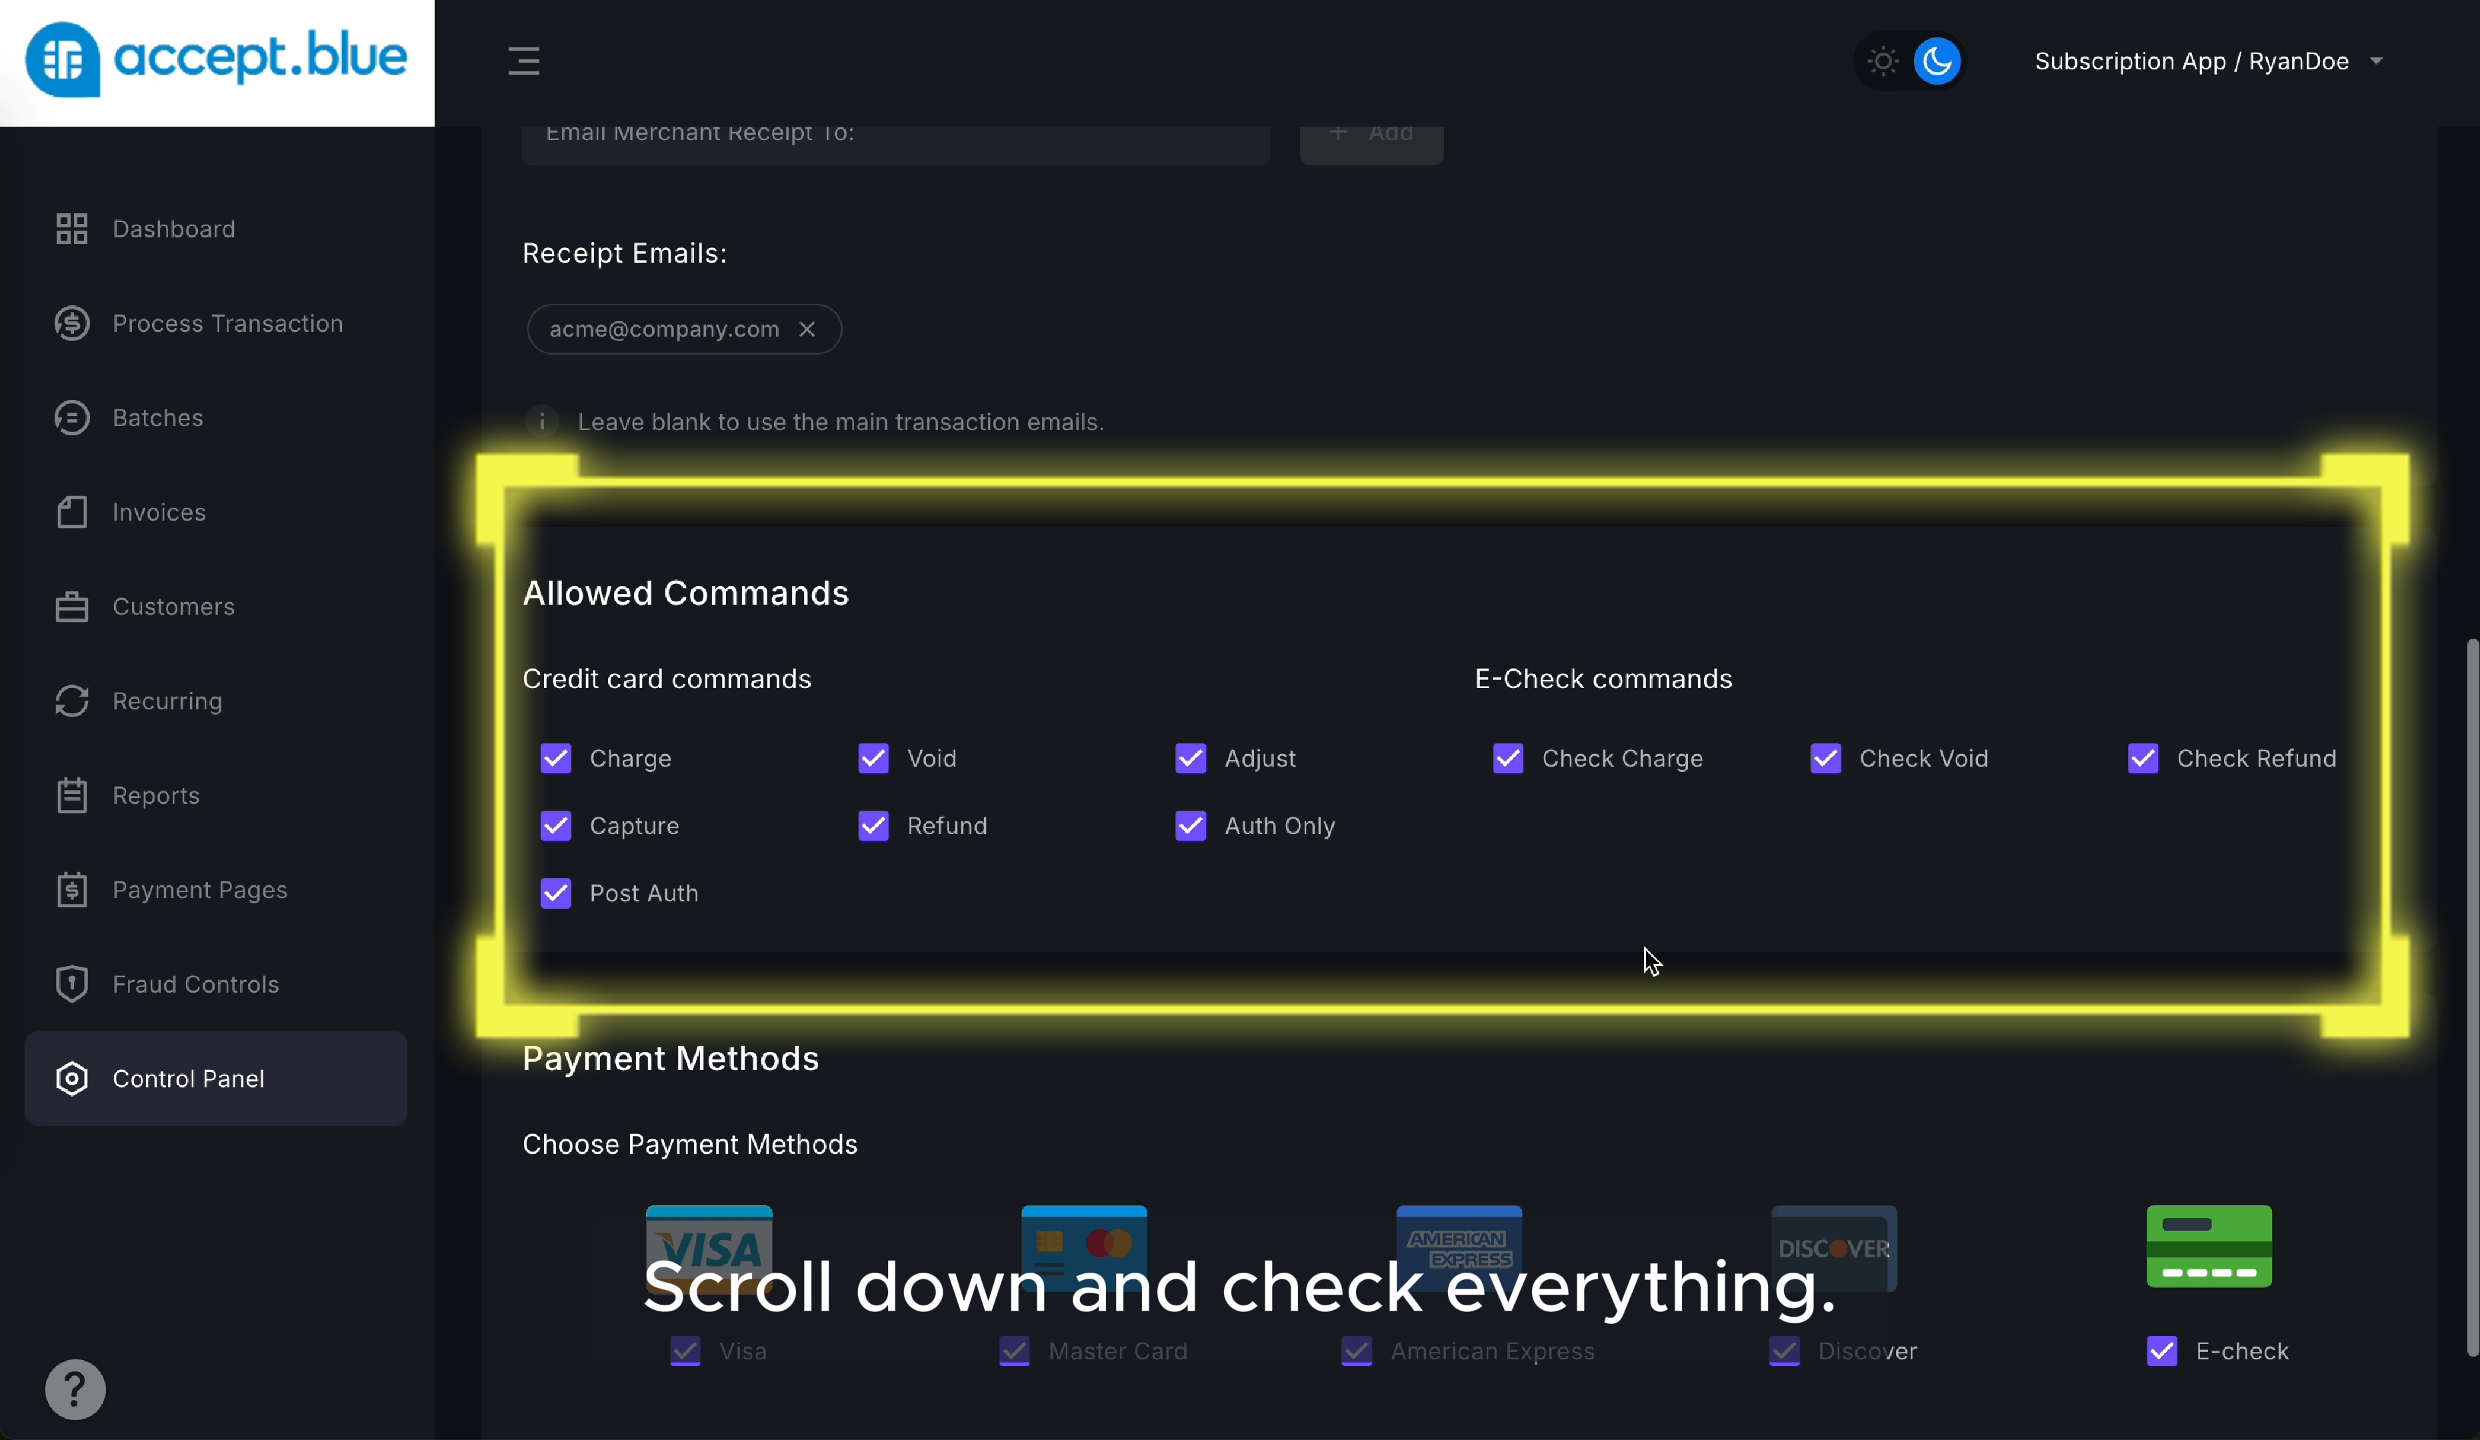 accept.blue
Subscription App / RyanDoe
Email Merchant Receipt To:
+ Add
Dashboard
Process Transaction
Batches
Invoices
Customers
Recurring
Reports
Payment Pages
Fraud Controls
Control Panel
?
Receipt Emails:
acme@company.com
i Leave blank to use the main transaction emails.
Allowed Commands
Credit card commands
Charge
Void
Adjust
Capture
Refund
Auth Only
Post Auth
E-Check commands
Check Charge
Check Void
Check Refund
Payment Methods
Choose Payment Methods
VISA
AMERICAN
EXPRESS
DISCOVER
Scroll down and check everything.
Visa
Master Card
American Express
Discover
E-check